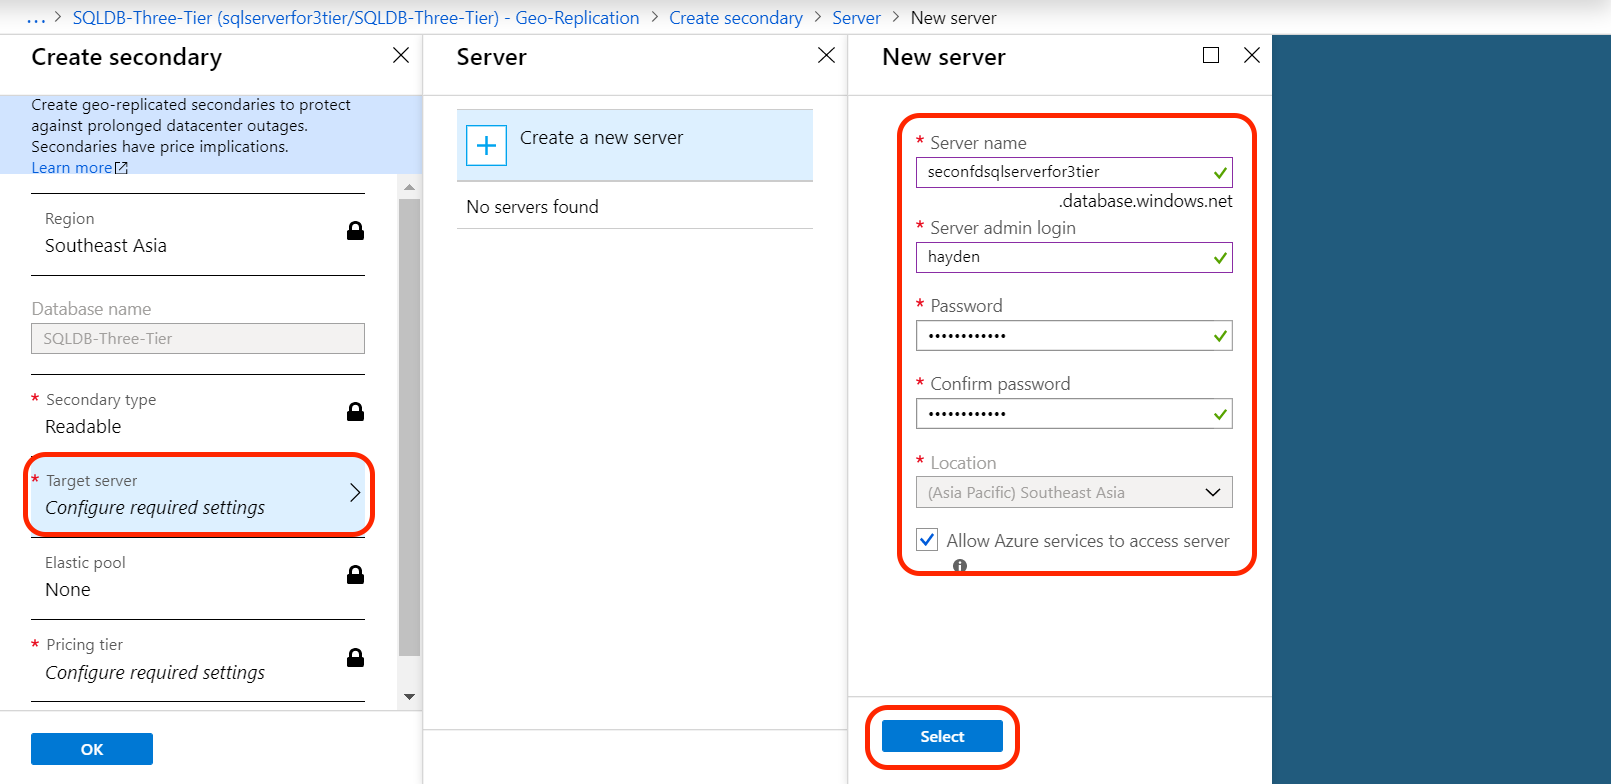 ... > SQLDB-Three-Tier (sqlserverfor3tier/SQLDB-Three-Tier) - Geo-Replication > Create secondary > Server > New server
Create secondary
Create geo-replicated secondaries to protect
against prolonged datacenter outages.
Secondaries have price implications.
Learn more
Region
Southeast Asia
Database name
SQLDB-Three-Tier
* Secondary type
Readable
* Target server
Configure required settings
Elastic pool
None
* Pricing tier
Configure required settings
OK
Server
Create a new server
No servers found
New server
* Server name
seconfdsqlserverfor3tier
.database.windows.net
* Server admin login
hayden
* Password
••••••••••••
* Confirm password
••••••••••••
* Location
(Asia Pacific) Southeast Asia
Allow Azure services to access server
Select